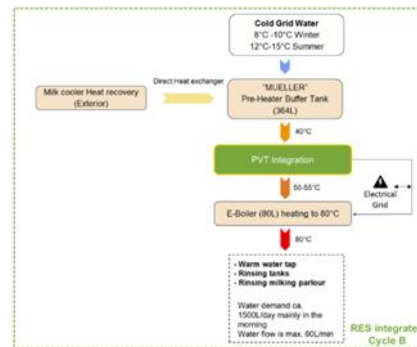 Cold Grid Water
8°C -10°C Winter
12°C-15°C Summer
Direct Heat exchanger
Milk cooler Heat recovery
(Exterior)
"MUELLER"
Pre-Heater Buffer Tank
(364L)
40°C
PVT Integration
50-55°C
Electrical
Grid
E-Boiler (80L) heating to 80°C
80°C
- Warm water tap
- Rinsing tanks
- Rinsing milking parlour
Water demand ca.
1500L/day mainly in the
morning
Water flow is max. 60L/min
RES integrate
Cycle B